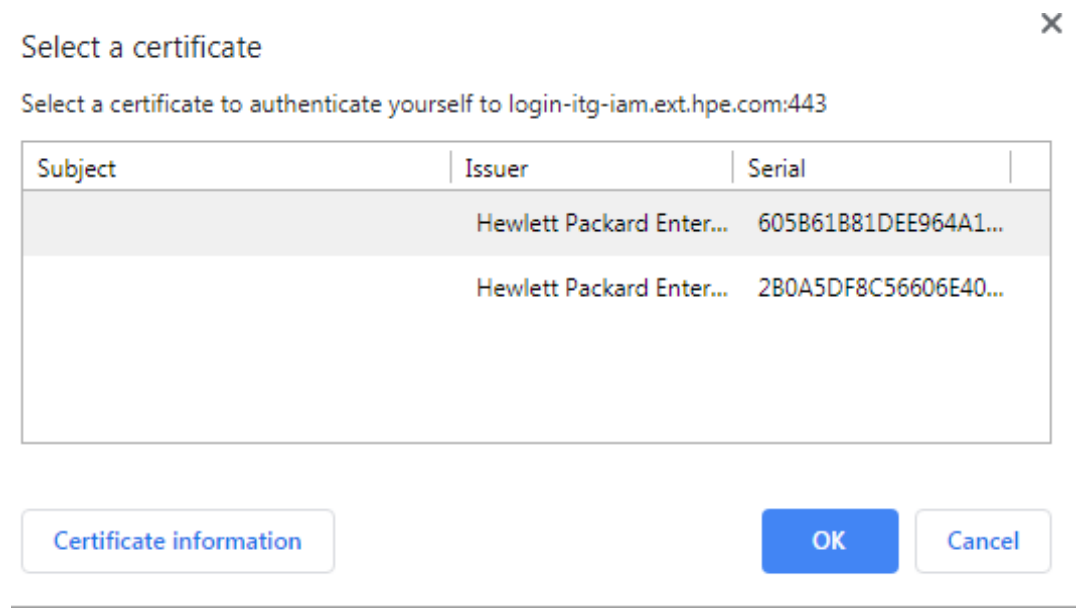 Select a certificate
Select a certificate to authenticate yourself to login-itg-iam.ext.hpe.com:443
Subject Issuer Serial
Hewlett Packard Enter... 605B61B81DEE964A1...
Hewlett Packard Enter... 2B0A5DF8C56606E40...
Certificate information OK Cancel